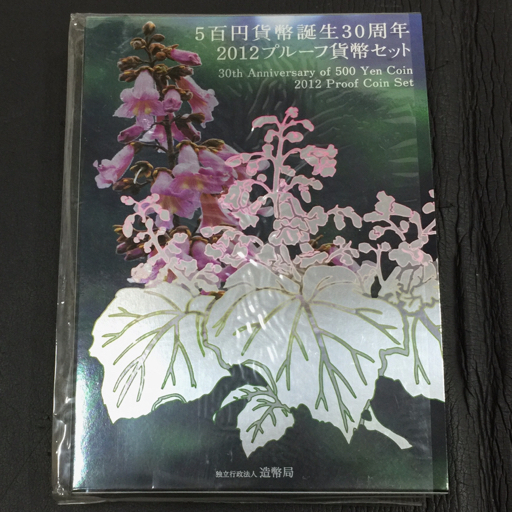 5百円貨幣誕生30周年
2012プルーフ貨幣セット
30th Anniversary of 500 Yen Coin
2012 Proof Coin Set
独立行政法人 造幣局